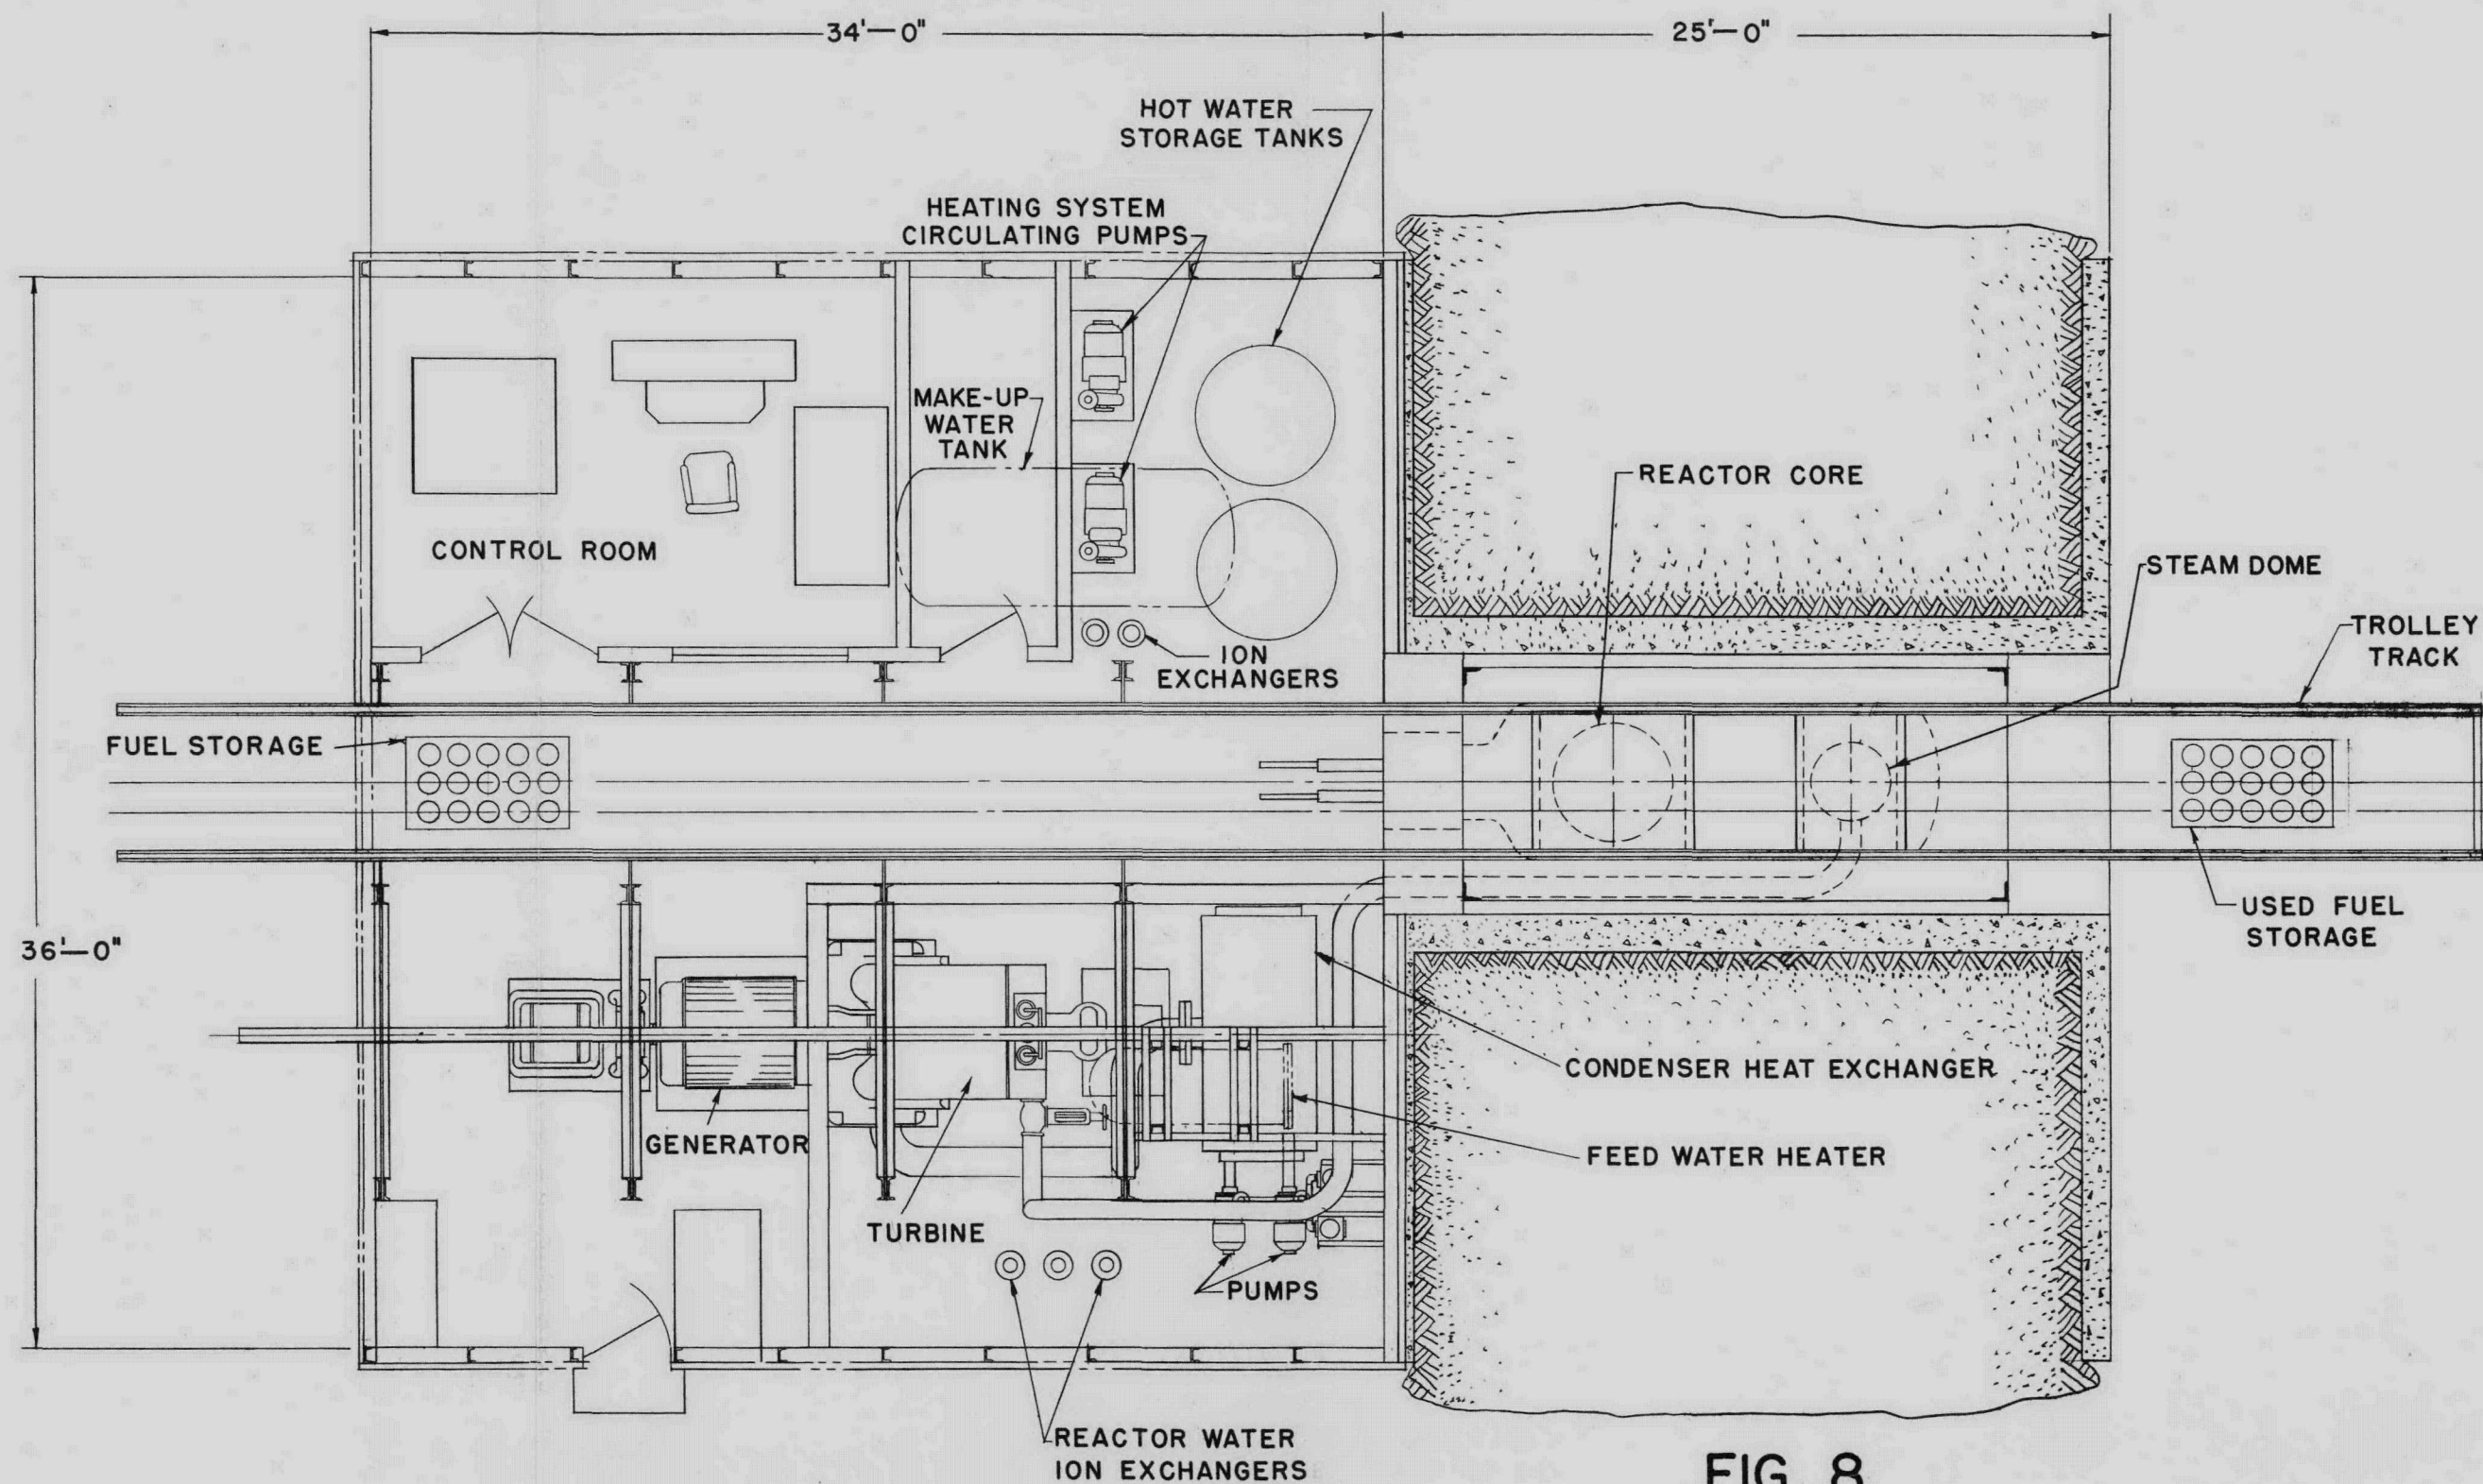 34'—0"
25'—0"
HOT WATER
STORAGE TANKS
HEATING SYSTEM
CIRCULATING PUMPS
MAKE-UP
WATER
TANK
REACTOR CORE
CONTROL ROOM
STEAM DOME
TROLLEY
TRACK
ION
EXCHANGERS
FUEL STORAGE
USED FUEL
STORAGE
36'—0"
CONDENSER HEAT EXCHANGER
GENERATOR
FEED WATER HEATER
TURBINE
PUMPS
REACTOR WATER
ION EXCHANGERS
FIG. 8